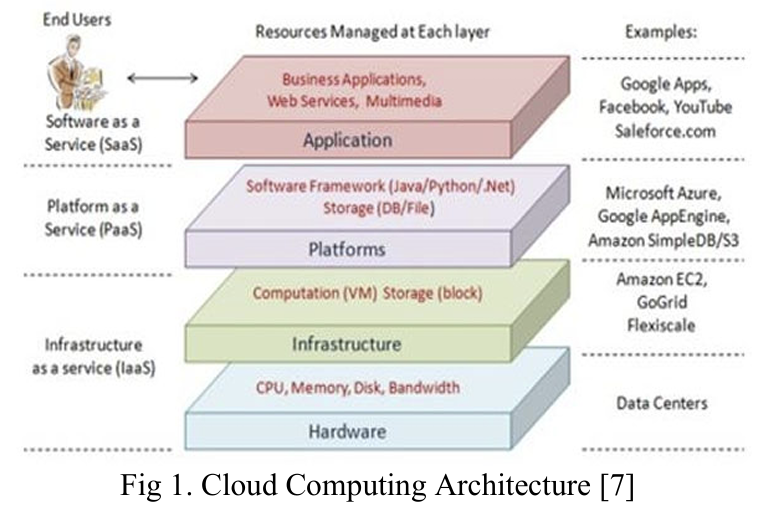 End Users
Resources Managed at Each layer
Examples:
Software as a
Service (SaaS)
Business Applications,
Web Services, Multimedia
Application
Google Apps,
Facebook, YouTube
Saleforce.com
Platform as a
Service (PaaS)
Software Framework (Java/Python/.Net)
Storage (DB/File)
Platforms
Microsoft Azure,
Google AppEngine,
Amazon SimpleDB/S3
Infrastructure
as a service (IaaS)
Computation (VM) Storage (block)
Infrastructure
Amazon EC2,
GoGrid
Flexiscale
CPU, Memory, Disk, Bandwidth
Hardware
Data Centers
Fig 1. Cloud Computing Architecture [7]